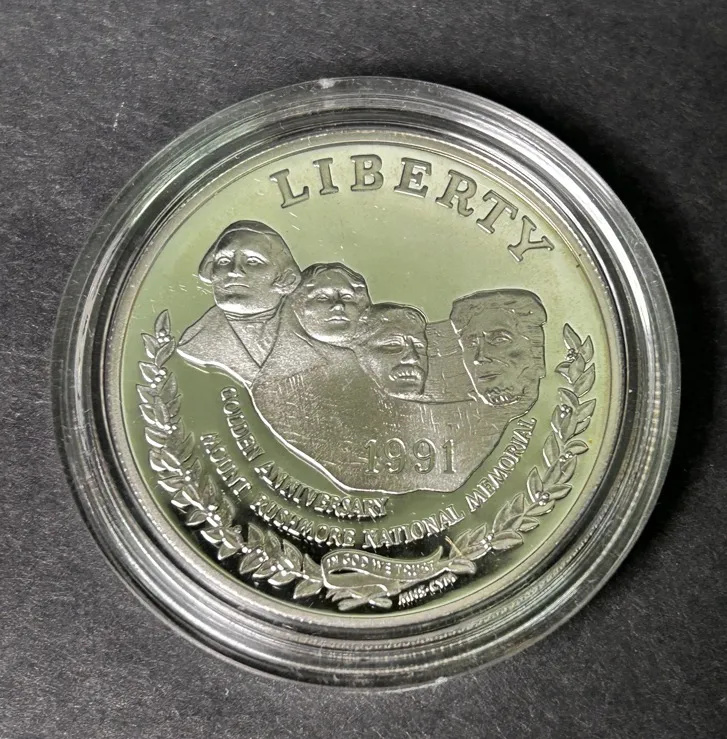 LIBERTY
1991
GOLDEN ANNIVERSARY
MOUNT RUSHMORE NATIONAL MEMORIAL
IN GOD WE TRUST